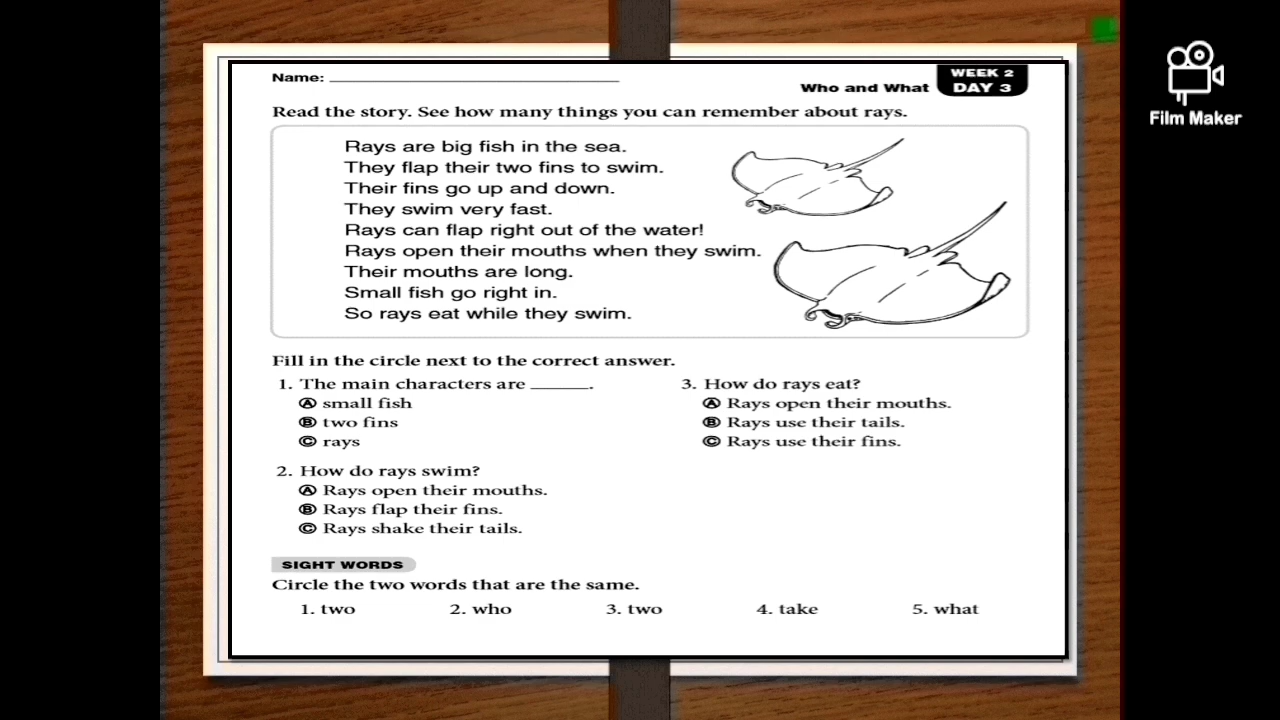 Name:
Who and What
WEEK 2
DAY 3
Read the story. See how many things you can remember about rays.
Rays are big fish in the sea.
They flap their two fins to swim.
Their fins go up and down.
They swim very fast.
Rays can flap right out of the water!
Rays open their mouths when they swim.
Their mouths are long.
Small fish go right in.
So rays eat while they swim.
Fill in the circle next to the correct answer.
1. The main characters are ______.
A small fish
B two fins
C rays
2. How do rays swim?
A Rays open their mouths.
B Rays flap their fins.
C Rays shake their tails.
3. How do rays eat?
A Rays open their mouths.
B Rays use their tails.
C Rays use their fins.
SIGHT WORDS
Circle the two words that are the same.
1. two 2. who 3. two 4. take 5. what
Film Maker